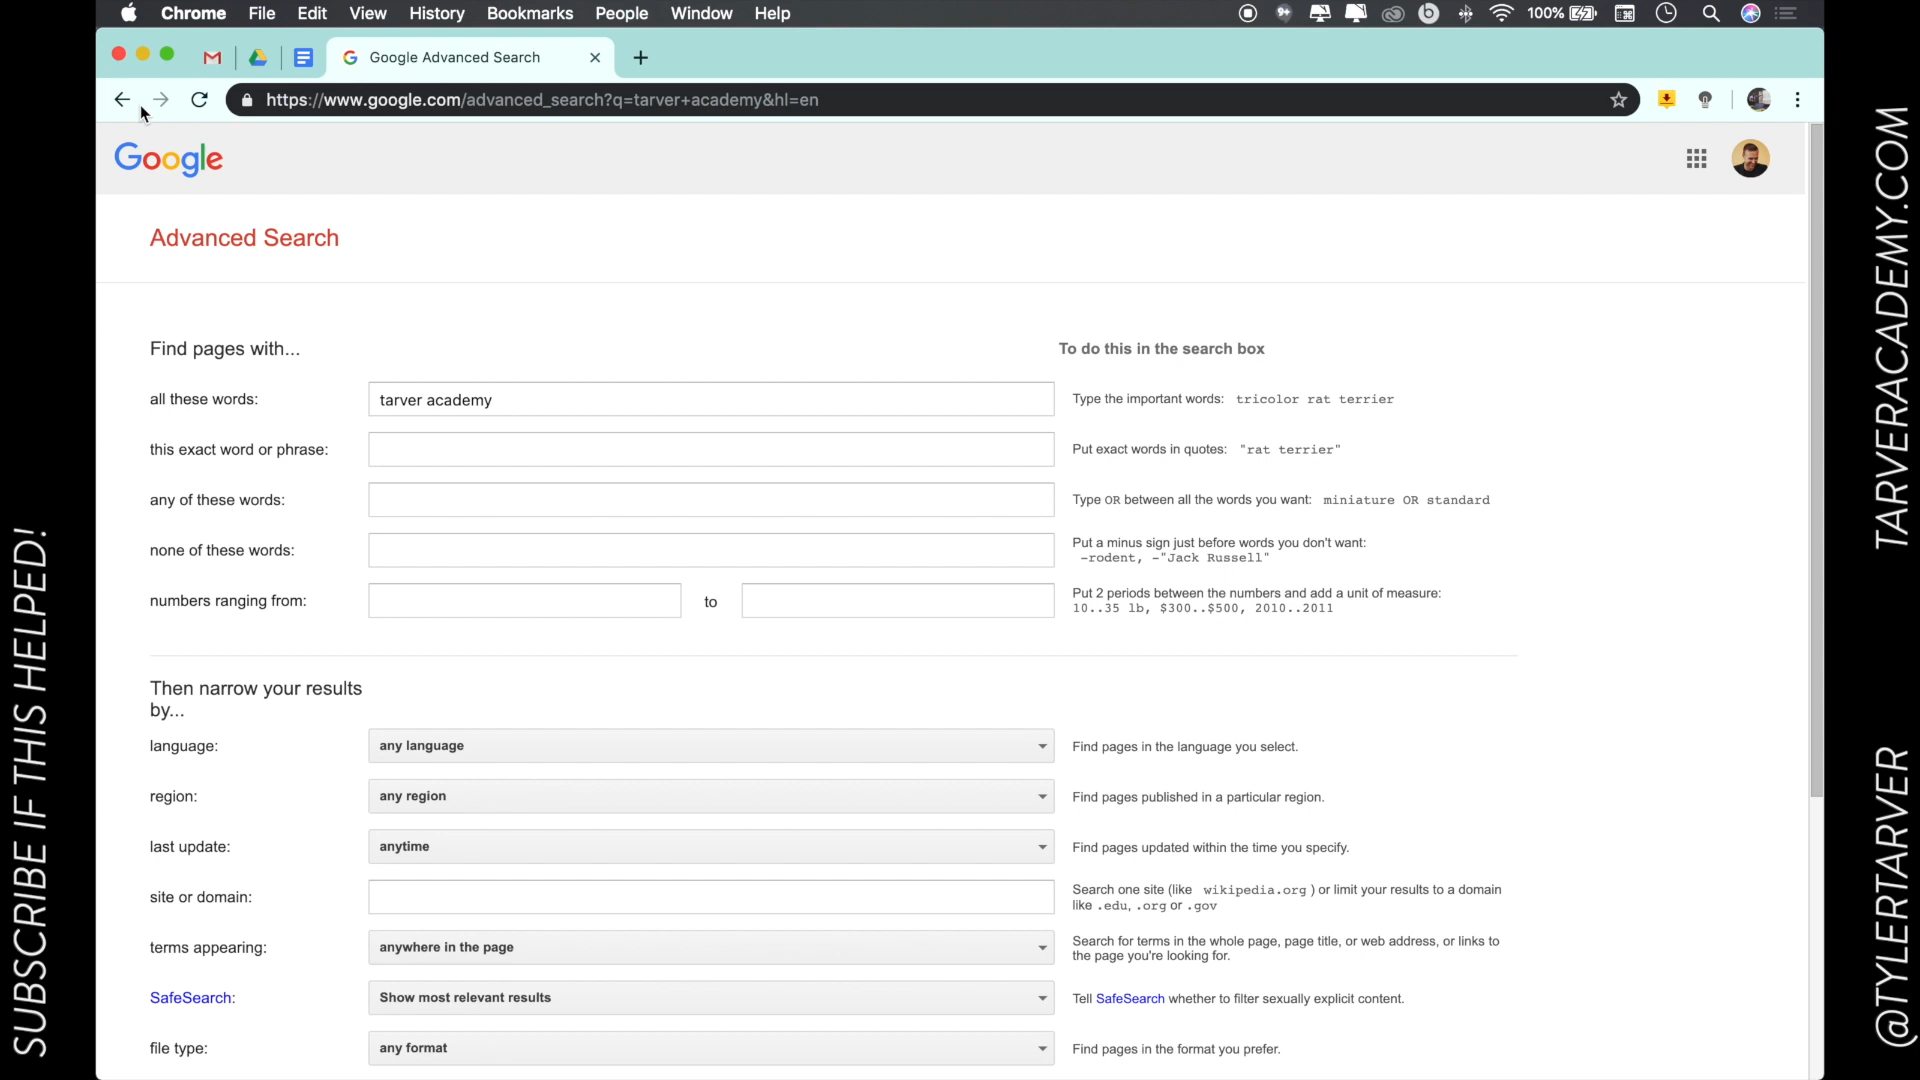 Chrome File Edit View History Bookmarks People Window Help
100%
Google Advanced Search
https://www.google.com/advanced_search?q=tarver+academy&hl=en
Google
Advanced Search
Find pages with...
To do this in the search box
all these words:
tarver academy
Type the important words: tricolor rat terrier
this exact word or phrase:
Put exact words in quotes: "rat terrier"
any of these words:
Type OR between all the words you want: miniature OR standard
none of these words:
Put a minus sign just before words you don't want:
-rodent, -"Jack Russell"
numbers ranging from:
to
Put 2 periods between the numbers and add a unit of measure:
10..35 lb, $300..$500, 2010..2011
Then narrow your results
by...
language:
any language
Find pages in the language you select.
region:
any region
Find pages published in a particular region.
last update:
anytime
Find pages updated within the time you specify.
site or domain:
Search one site (like wikipedia.org ) or limit your results to a domain
like .edu, .org or .gov
terms appearing:
anywhere in the page
Search for terms in the whole page, page title, or web address, or links to
the page you're looking for.
SafeSearch:
Show most relevant results
Tell SafeSearch whether to filter sexually explicit content.
file type:
any format
Find pages in the format you prefer.
SUBSCRIBE IF THIS HELPED!
TARVERACADEMY.COM
@TYLERTARVER